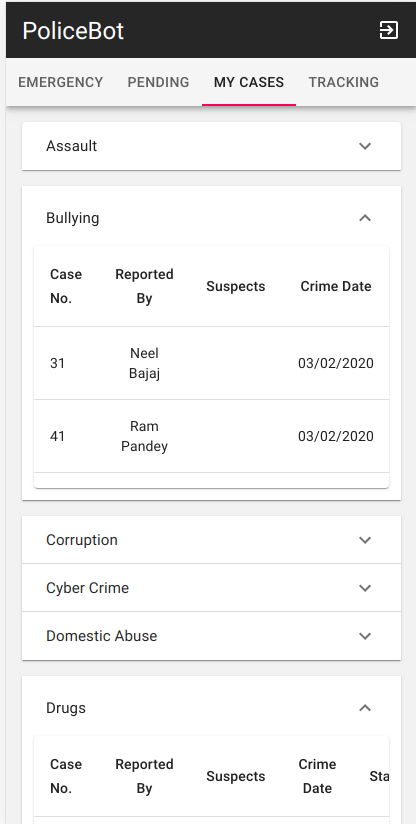 PoliceBot
EMERGENCY PENDING MY CASES TRACKING
Assault
Bullying
Case No. Reported By Suspects Crime Date
31 Neel Bajaj 03/02/2020
41 Ram Pandey 03/02/2020
Corruption
Cyber Crime
Domestic Abuse
Drugs
Case No. Reported By Suspects Crime Date Sta